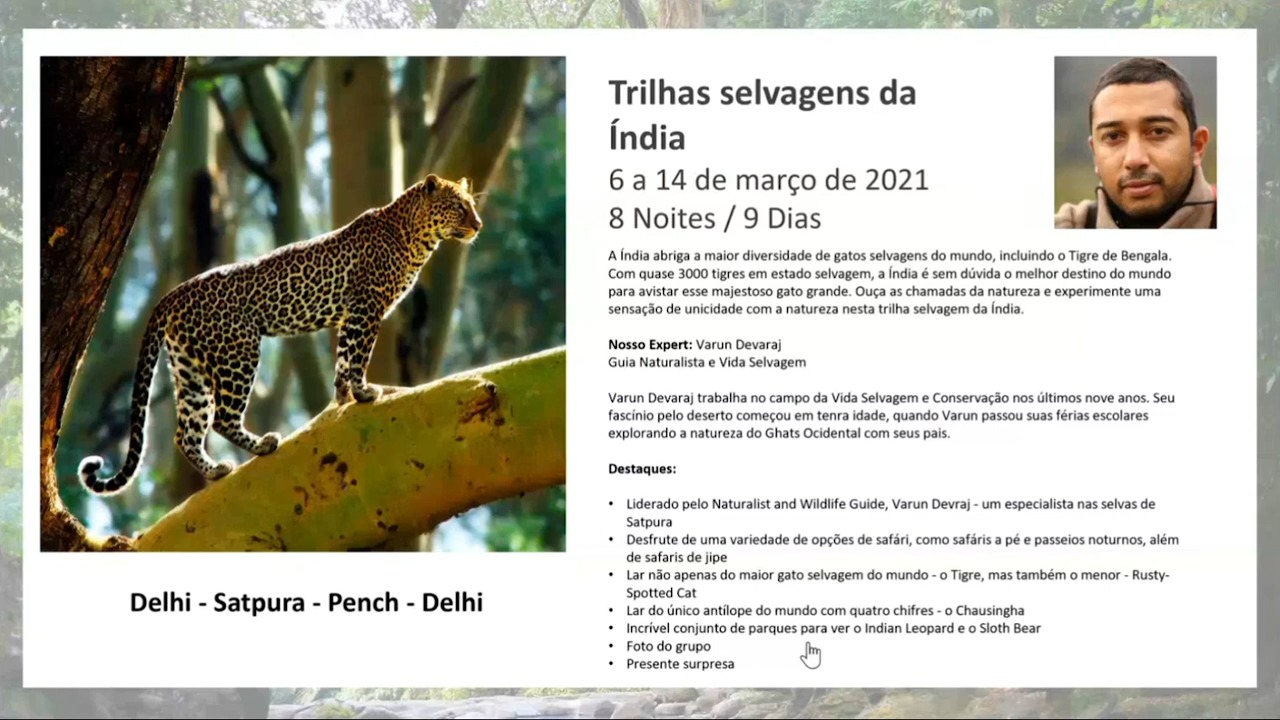 Trilhas selvagens da
Índia
6 a 14 de março de 2021
8 Noites / 9 Dias
A Índia abriga a maior diversidade de gatos selvagens do mundo, incluindo o Tigre de Bengala.
Com quase 3000 tigres em estado selvagem, a Índia é sem dúvida o melhor destino do mundo
para avistar esse majestoso gato grande. Ouça as chamadas da natureza e experimente uma
sensação de unicidade com a natureza nesta trilha selvagem da Índia.
Nosso Expert: Varun Devaraj
Guia Naturalista e Vida Selvagem
Varun Devaraj trabalha no campo da Vida Selvagem e Conservação nos últimos nove anos. Seu
fascínio pelo deserto começou em tenra idade, quando Varun passou suas férias escolares
explorando a natureza do Ghats Ocidental com seus pais.
Destaques:
• Liderado pelo Naturalist and Wildlife Guide, Varun Devraj - um especialista nas selvas de
Satpura
• Desfrute de uma variedade de opções de safári, como safáris a pé e passeios noturnos, além
de safaris de jipe
• Lar não apenas do maior gato selvagem do mundo - o Tigre, mas também o menor - Rusty-
Spotted Cat
• Lar do único antílope do mundo com quatro chifres - o Chausingha
• Incrível conjunto de parques para ver o Indian Leopard e o Sloth Bear
• Foto do grupo
• Presente surpresa
Delhi - Satpura - Pench - Delhi